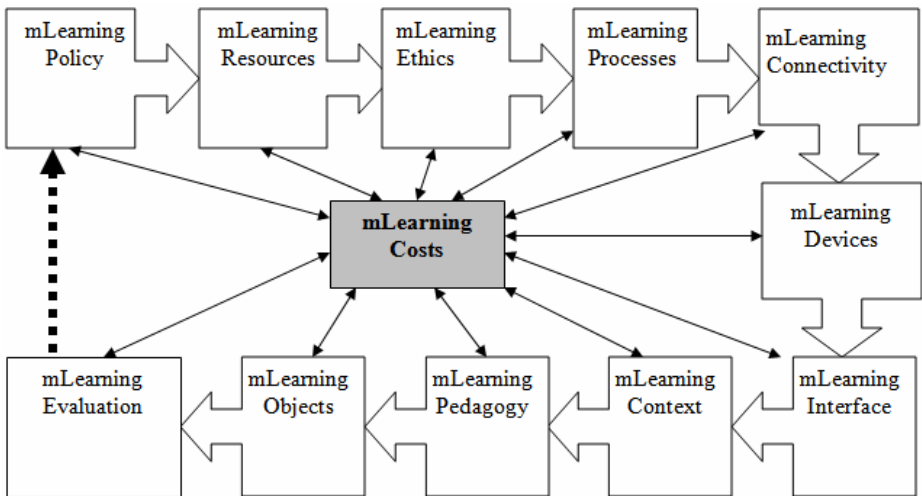 mLearning
Policy
mLearning
Resources
mLearning
Ethics
mLearning
Processes
mLearning
Connectivity
mLearning
Costs
mLearning
Devices
mLearning
Evaluation
mLearning
Objects
mLearning
Pedagogy
mLearning
Context
mLearning
Interface